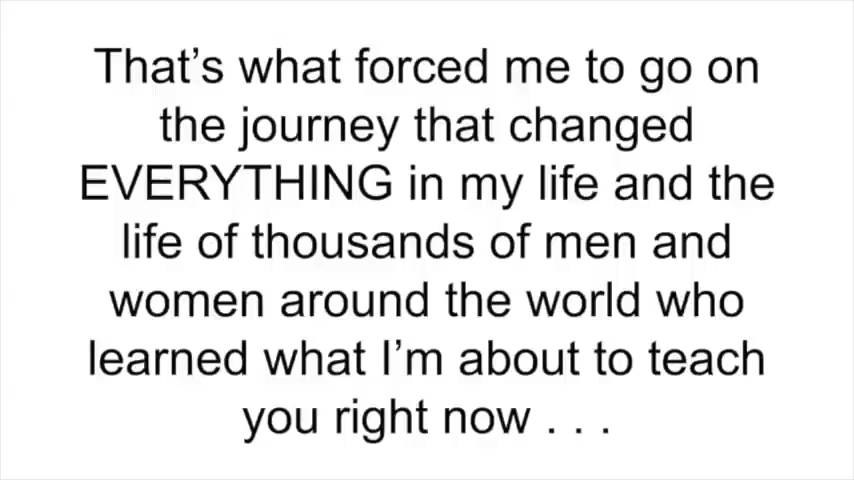 That’s what forced me to go on
the journey that changed
EVERYTHING in my life and the
life of thousands of men and
women around the world who
learned what I’m about to teach
you right now . . .